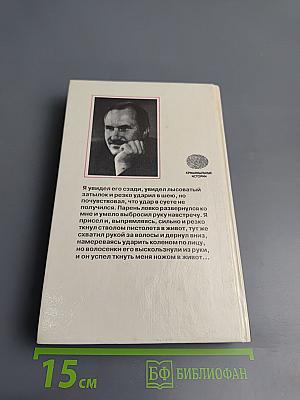 КРИМИНАЛЬНЫЕ
ИСТОРИИ
Я увидел его сзади, увидел лысоватый
затылок и резко ударил в шею, но
почувствовал, что удар в суете не
получился. Парень ловко развернулся ко
мне и умело выбросил руку навстречу. Я
присел и, выпрямляясь, сильно и резко
ткнул стволом пистолета в живот, тут же
схватил рукой за волосы и дернул вниз,
намереваясь ударить коленом по лицу,
но волосенки его выскользнули из руки,
и он успел ткнуть меня ножом в живот...
15 см
БФ БИБЛИОФАН